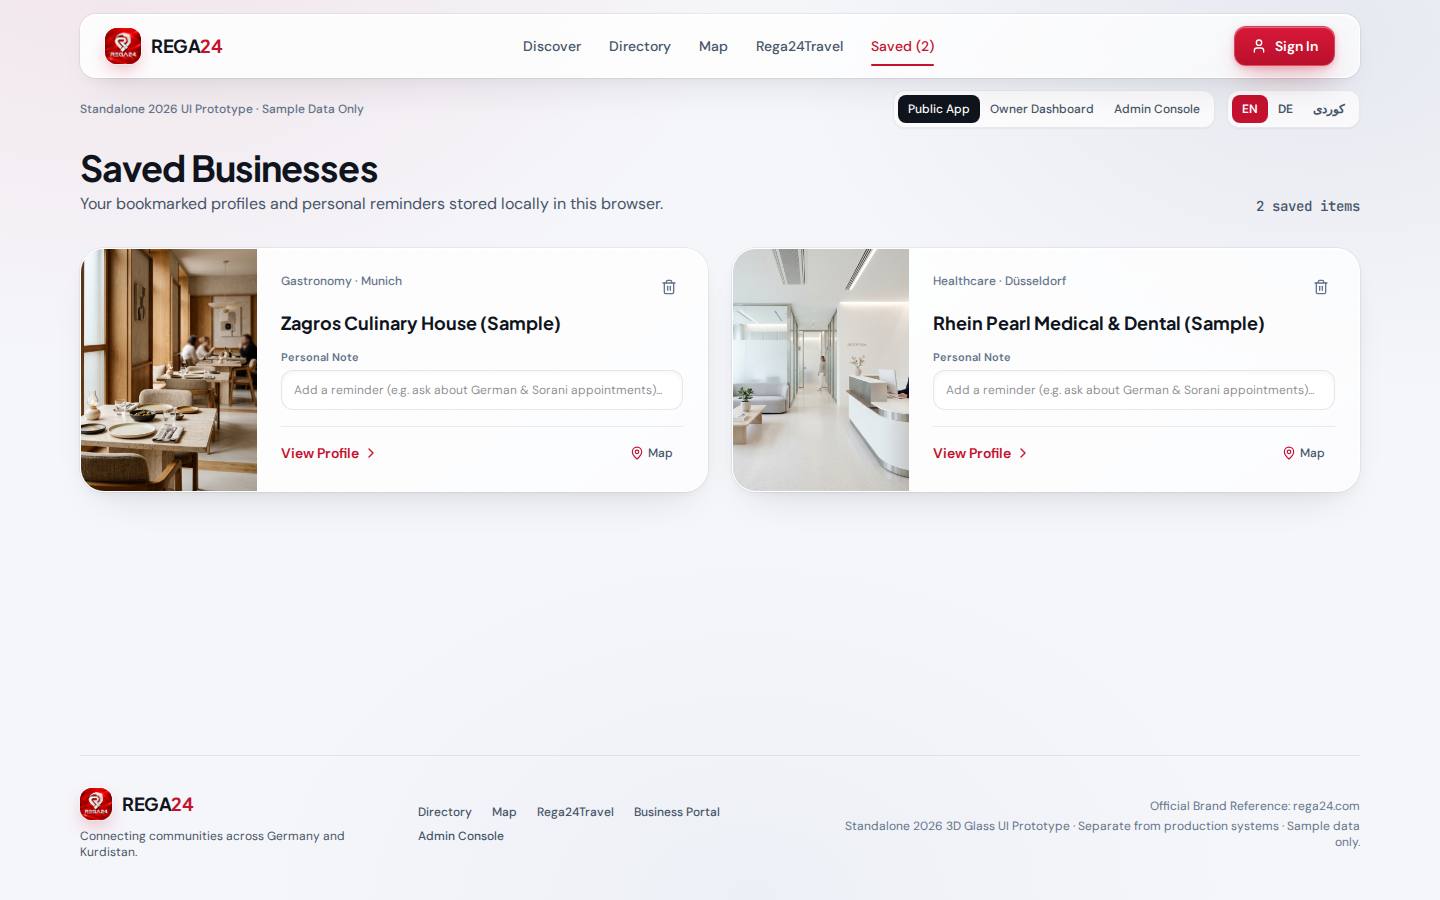 REGA24
Discover
Directory
Map
Rega24Travel
Saved (2)
Sign In
Standalone 2026 UI Prototype · Sample Data Only
Public App
Owner Dashboard
Admin Console
EN
DE
کوردی
Saved Businesses
Your bookmarked profiles and personal reminders stored locally in this browser.
2 saved items
Gastronomy · Munich
Zagros Culinary House (Sample)
Personal Note
Add a reminder (e.g. ask about German & Sorani appointments)...
View Profile
Map
Healthcare · Düsseldorf
Rhein Pearl Medical & Dental (Sample)
Personal Note
Add a reminder (e.g. ask about German & Sorani appointments)...
View Profile
Map
REGA24
Connecting communities across Germany and
Kurdistan.
Directory
Map
Rega24Travel
Business Portal
Admin Console
Official Brand Reference: rega24.com
Standalone 2026 3D Glass UI Prototype · Separate from production systems · Sample data
only.